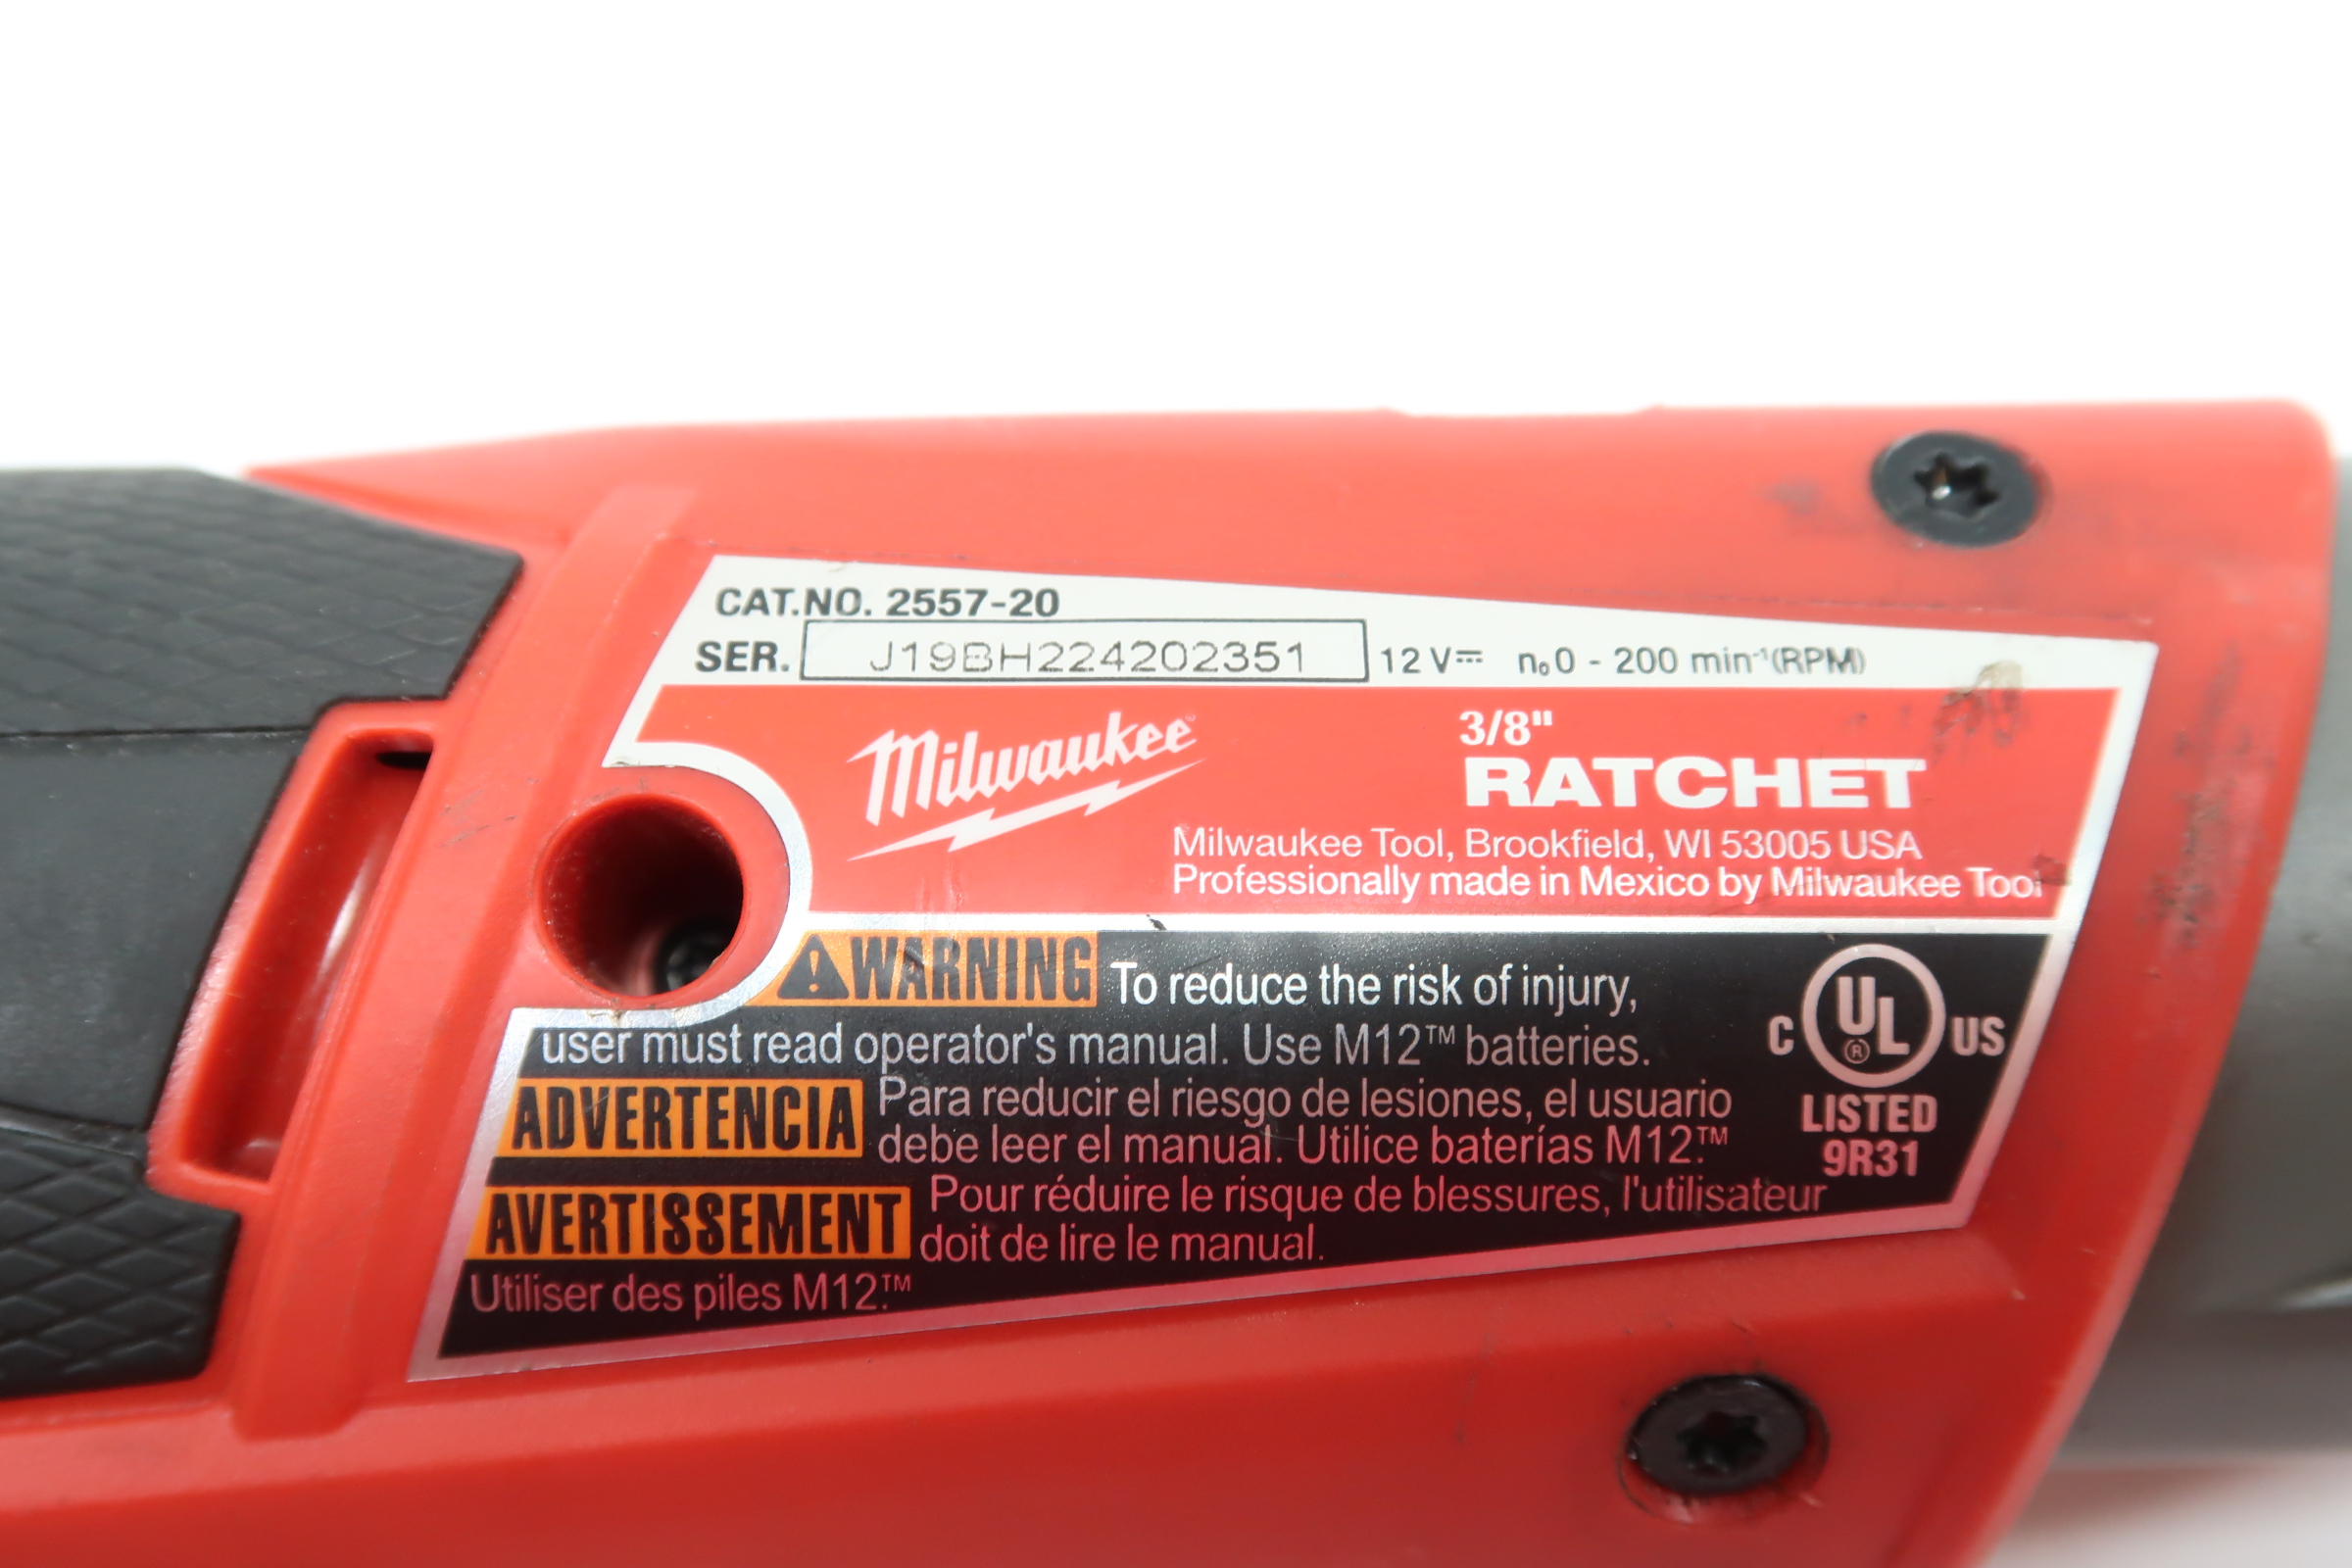 CAT.NO. 2557-20
SER. J19BH224202351 12 V⎓ n₀0 - 200 min⁻¹(RPM)
Milwaukee
3/8"
RATCHET
Milwaukee Tool, Brookfield, WI 53005 USA
Professionally made in Mexico by Milwaukee Tool
⚠WARNING To reduce the risk of injury,
user must read operator's manual. Use M12™ batteries.
ADVERTENCIA Para reducir el riesgo de lesiones, el usuario
debe leer el manual. Utilice baterías M12.™
AVERTISSEMENT Pour réduire le risque de blessures, l'utilisateur
doit de lire le manual.
Utiliser des piles M12.™
C UL® US
LISTED
9R31